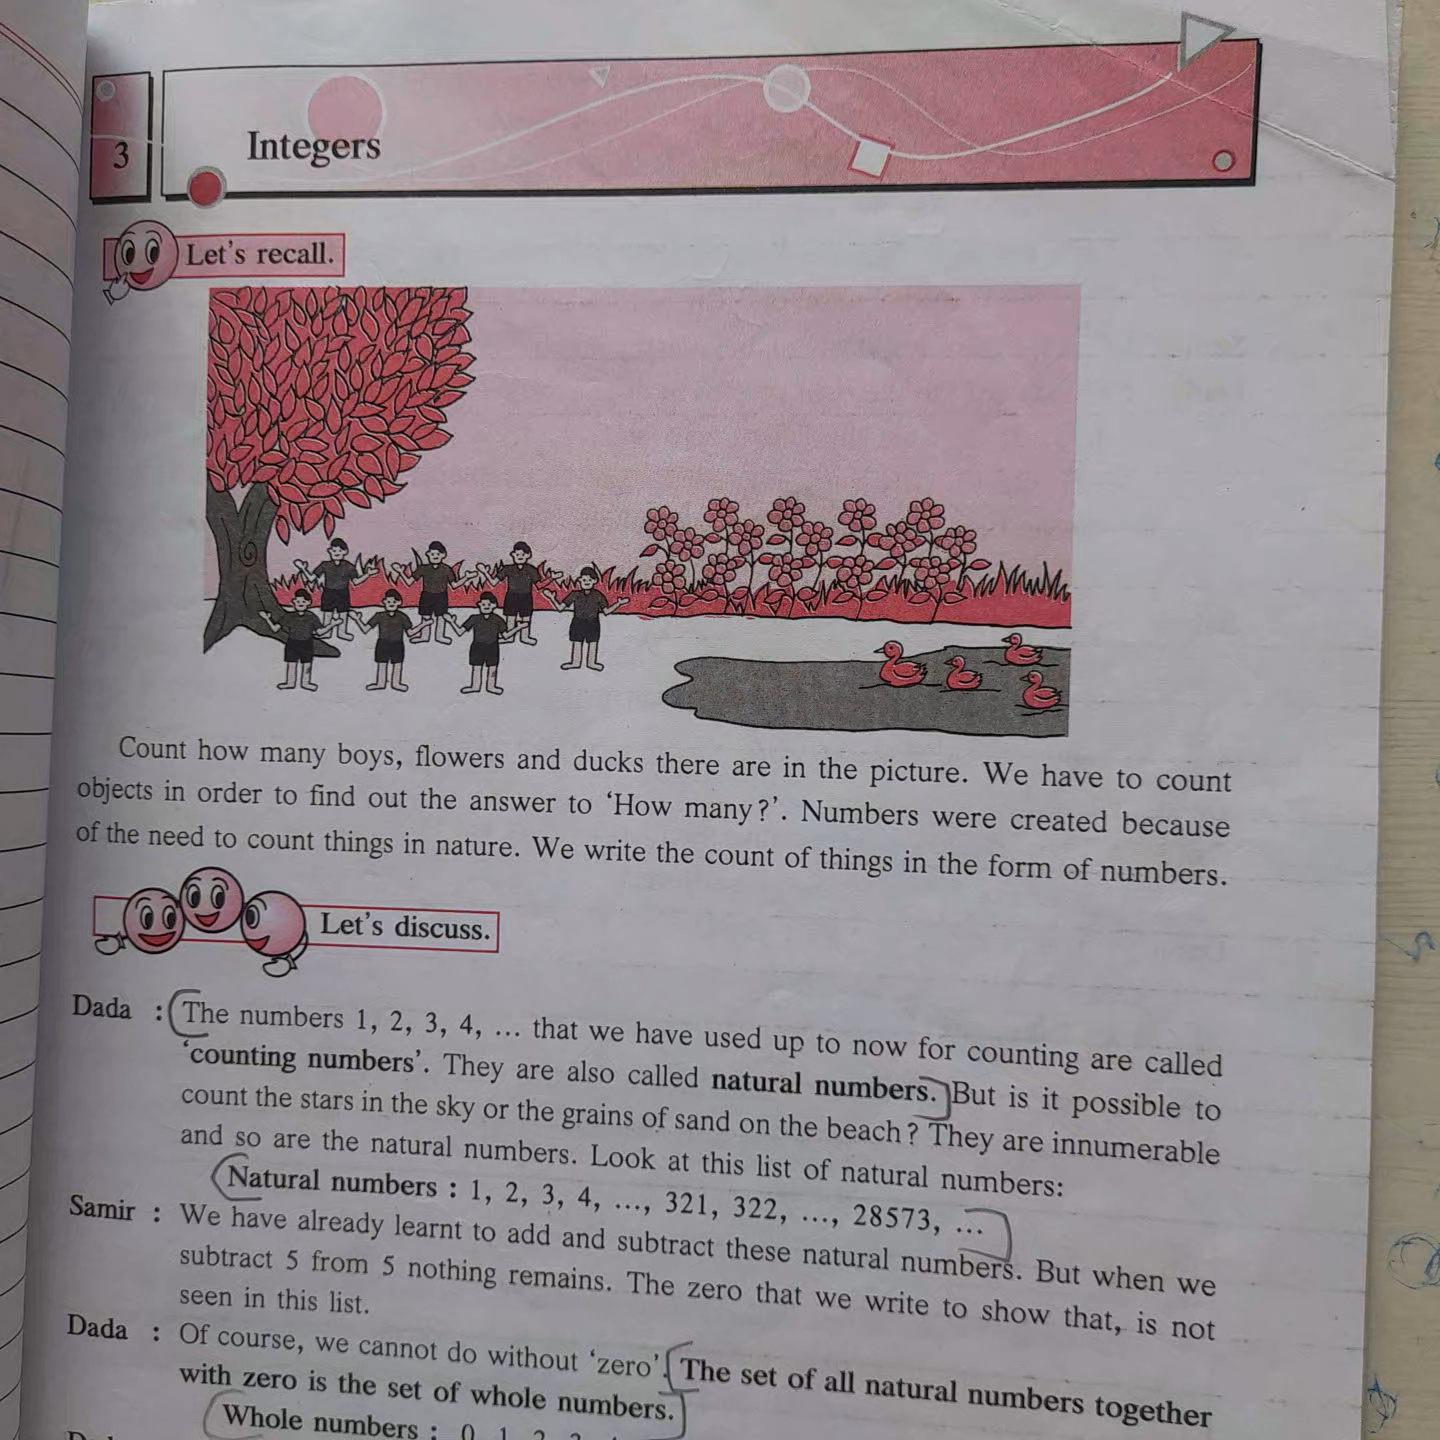 3
Integers
Let's recall.
Count how many boys, flowers and ducks there are in the picture. We have to count
objects in order to find out the answer to ‘How many?’. Numbers were created because
of the need to count things in nature. We write the count of things in the form of numbers.
Let's discuss.
Dada : The numbers 1, 2, 3, 4, ... that we have used up to now for counting are called
‘counting numbers’. They are also called natural numbers. But is it possible to
count the stars in the sky or the grains of sand on the beach? They are innumerable
and so are the natural numbers. Look at this list of natural numbers:
Natural numbers : 1, 2, 3, 4, ..., 321, 322, ..., 28573, ...
Samir : We have already learnt to add and subtract these natural numbers. But when we
subtract 5 from 5 nothing remains. The zero that we write to show that, is not
seen in this list.
Dada : Of course, we cannot do without ‘zero’. The set of all natural numbers together
with zero is the set of whole numbers.
Whole numbers : 0, 1, 2, 3,